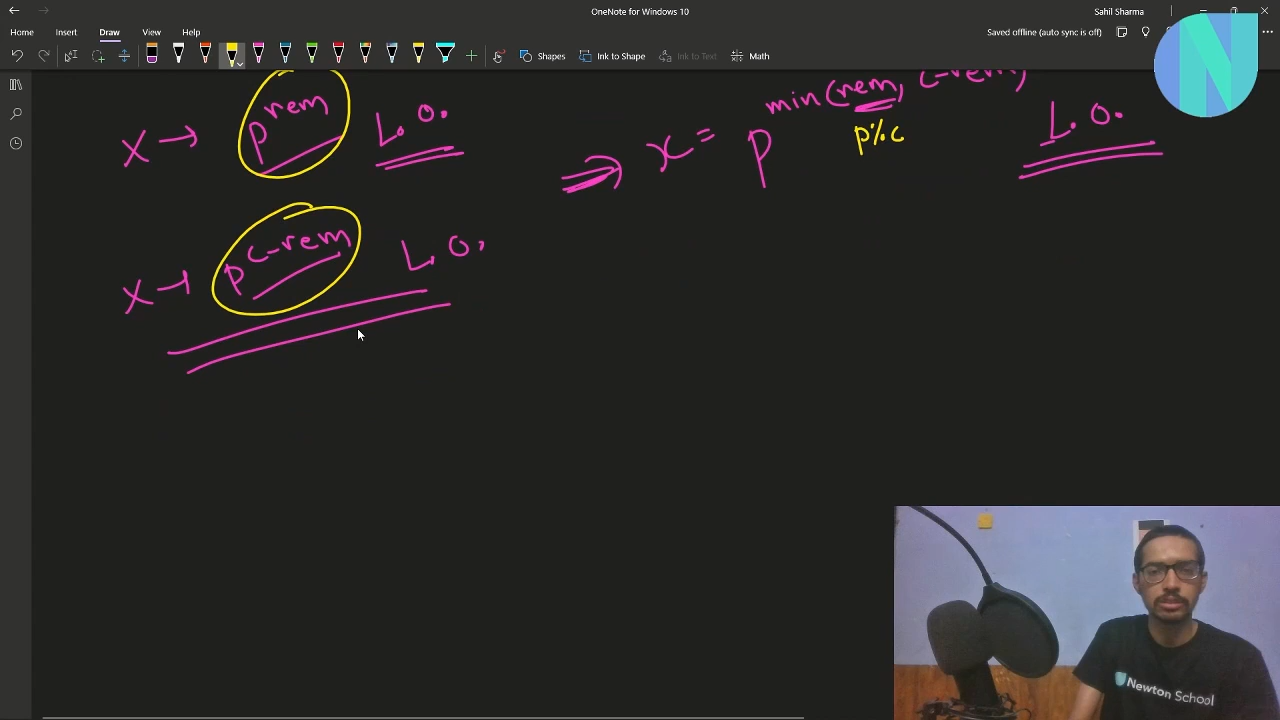 OneNote for Windows 10
Sahil Sharma
Home Insert Draw View Help
Saved offline (auto sync is off)
Shapes Ink to Shape Ink to Text Math
X → p^rem L.O.
⇒ x = p^min(rem, c-rem) L.O.
p%c
X → p^c-rem L.O.
Newton School